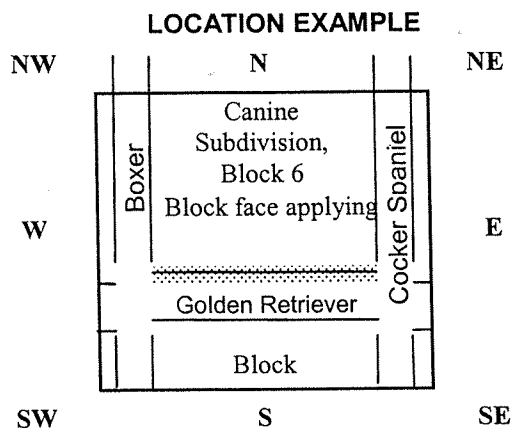 LOCATION EXAMPLE
NW N NE
Canine
Subdivision,
Block 6
Block face applying
Boxer
Cocker Spaniel
W E
Golden Retriever
Block
SW S SE